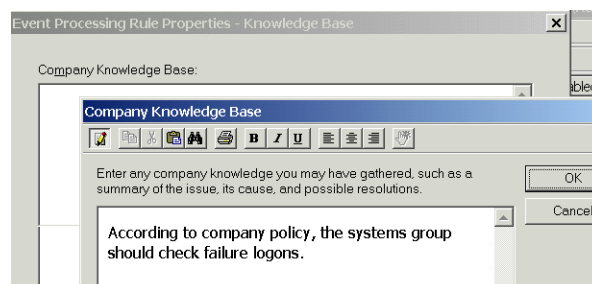 Event Processing Rule Properties - Knowledge Base
Company Knowledge Base:
Company Knowledge Base
B I U
Enter any company knowledge you may have gathered, such as a
summary of the issue, its cause, and possible resolutions.
OK
Cancel
According to company policy, the systems group
should check failure logons.